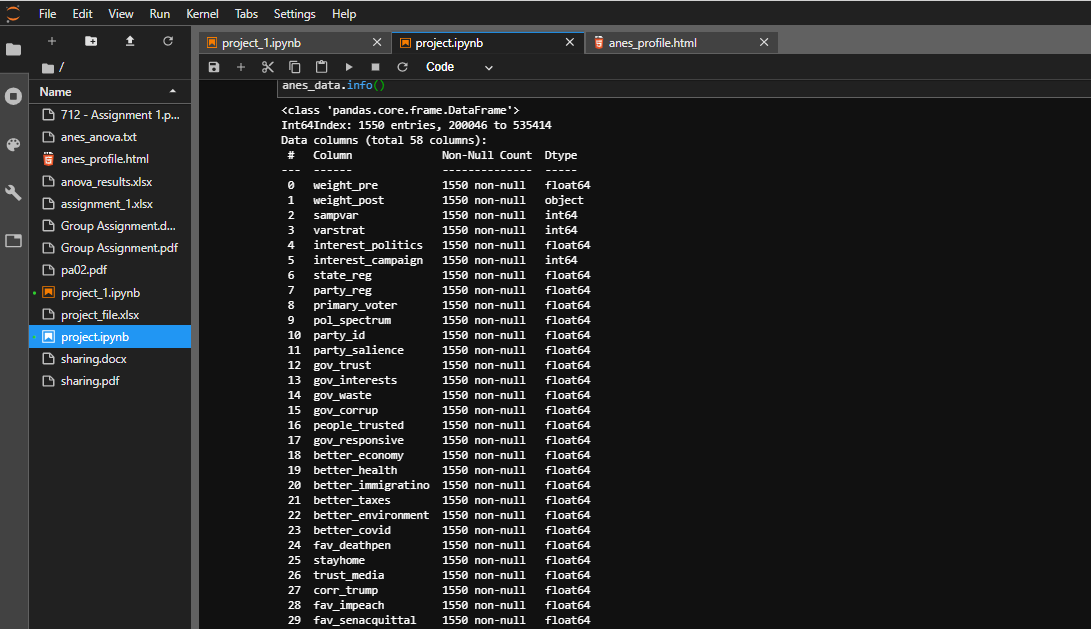 File Edit View Run Kernel Tabs Settings Help
project_1.ipynb project.ipynb anes_profile.html
Code
/
Name
712 - Assignment 1.p...
anes_anova.txt
anes_profile.html
anova_results.xlsx
assignment_1.xlsx
Group Assignment.d...
Group Assignment.pdf
pa02.pdf
project_1.ipynb
project_file.xlsx
project.ipynb
sharing.docx
sharing.pdf
anes_data.info()
<class 'pandas.core.frame.DataFrame'>
Int64Index: 1550 entries, 200046 to 535414
Data columns (total 58 columns):
# Column Non-Null Count Dtype
--- ------ -------------- -----
0 weight_pre 1550 non-null float64
1 weight_post 1550 non-null object
2 sampvar 1550 non-null int64
3 varstrat 1550 non-null int64
4 interest_politics 1550 non-null float64
5 interest_campaign 1550 non-null int64
6 state_reg 1550 non-null float64
7 party_reg 1550 non-null float64
8 primary_voter 1550 non-null float64
9 pol_spectrum 1550 non-null float64
10 party_id 1550 non-null float64
11 party_salience 1550 non-null float64
12 gov_trust 1550 non-null float64
13 gov_interests 1550 non-null float64
14 gov_waste 1550 non-null float64
15 gov_corrup 1550 non-null float64
16 people_trusted 1550 non-null float64
17 gov_responsive 1550 non-null float64
18 better_economy 1550 non-null float64
19 better_health 1550 non-null float64
20 better_immigratino 1550 non-null float64
21 better_taxes 1550 non-null float64
22 better_environment 1550 non-null float64
23 better_covid 1550 non-null float64
24 fav_deathpen 1550 non-null float64
25 stayhome 1550 non-null float64
26 trust_media 1550 non-null float64
27 corr_trump 1550 non-null float64
28 fav_impeach 1550 non-null float64
29 fav_senacquittal 1550 non-null float64